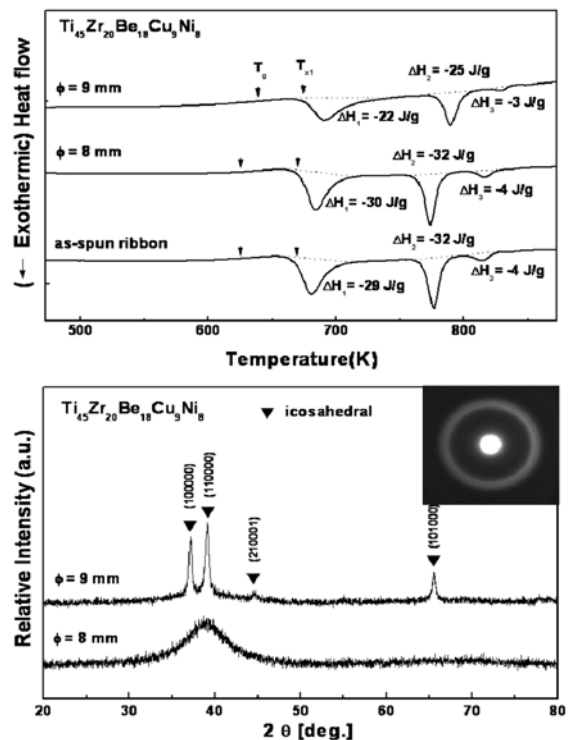 Ti45Zr20Be18Cu9Ni8
Tg
Tx1
ΔH2 = -25 J/g
ϕ = 9 mm
ΔH1 = -22 J/g
ΔH3 = -3 J/g
ΔH2 = -32 J/g
ϕ = 8 mm
ΔH1 = -30 J/g
ΔH3 = -4 J/g
ΔH2 = -32 J/g
as-spun ribbon
ΔH1 = -29 J/g
ΔH3 = -4 J/g
(← Exothermic) Heat flow
500 600 700 800
Temperature(K)
Ti45Zr20Be18Cu9Ni8
▼ icosahedral
(100000)
(110000)
(210001)
(101000)
ϕ = 9 mm
ϕ = 8 mm
Relative Intensity (a.u.)
20 30 40 50 60 70 80
2 θ [deg.]